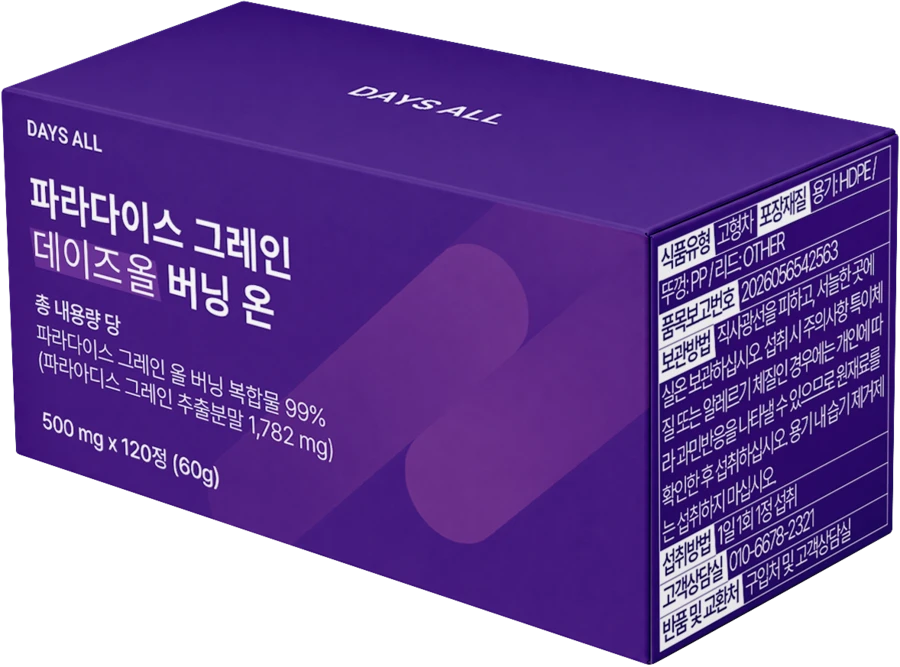 DAYS ALL
DAYS ALL
파라다이스 그레인
데이즈올 버닝 온
총 내용량 당
파라다이스 그레인 올 버닝 복합물 99%
(파라아디스 그레인 추출분말 1,782 mg)
500 mg x 120정 (60g)
식품유형 고형차 포장재질 용기: HDPE /
뚜껑: PP / 리드: OTHER
품목보고번호 2026056542563
보관방법 직사광선을 피하고, 서늘한 곳에
실온 보관하십시오. 섭취 시 주의사항 특이체
질 또는 알레르기 체질인 경우에는 개인에 따
라 과민반응을 나타낼 수 있으므로 원재료를
확인한 후 섭취하십시오. 용기 내 습기 제거제
는 섭취하지 마십시오.
섭취방법 1일 1회 1정 섭취
고객상담실 010-6678-2321
반품 및 교환처 구입처 및 고객상담실